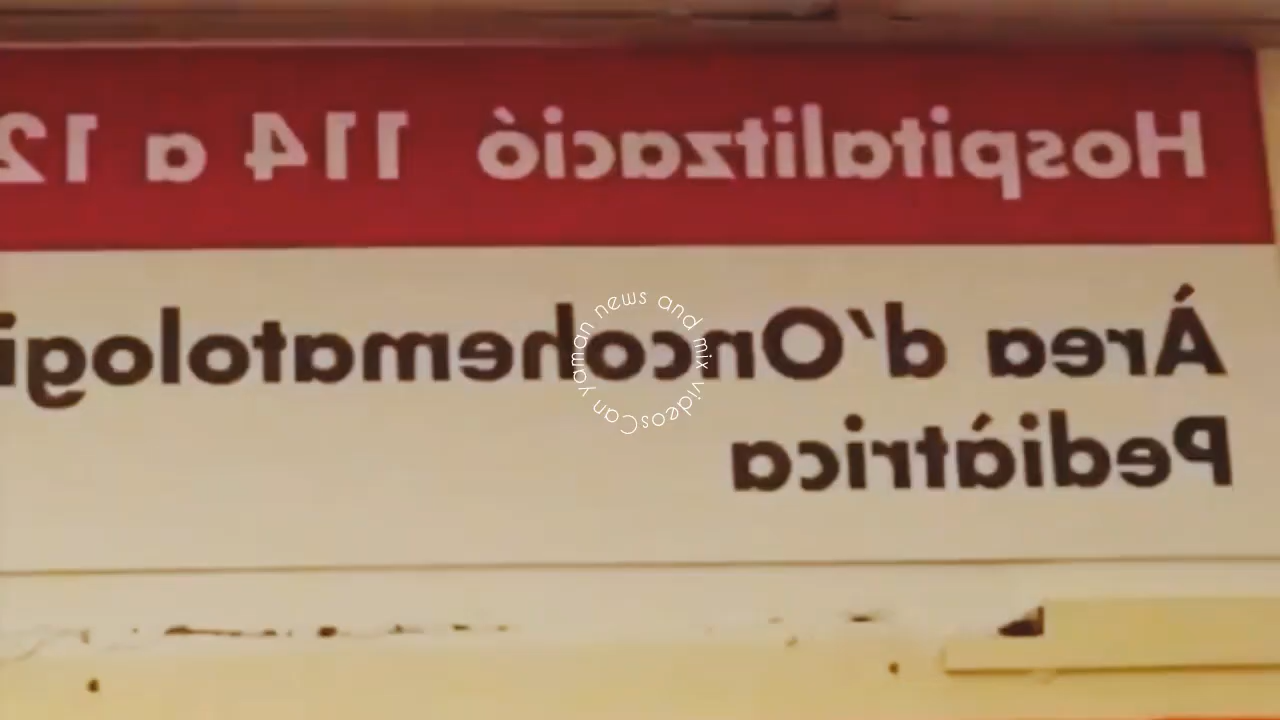 Hospitalització 114 a 12
Àrea d'Oncohematologi
Pediàtrica
Can yaman news and mix videos